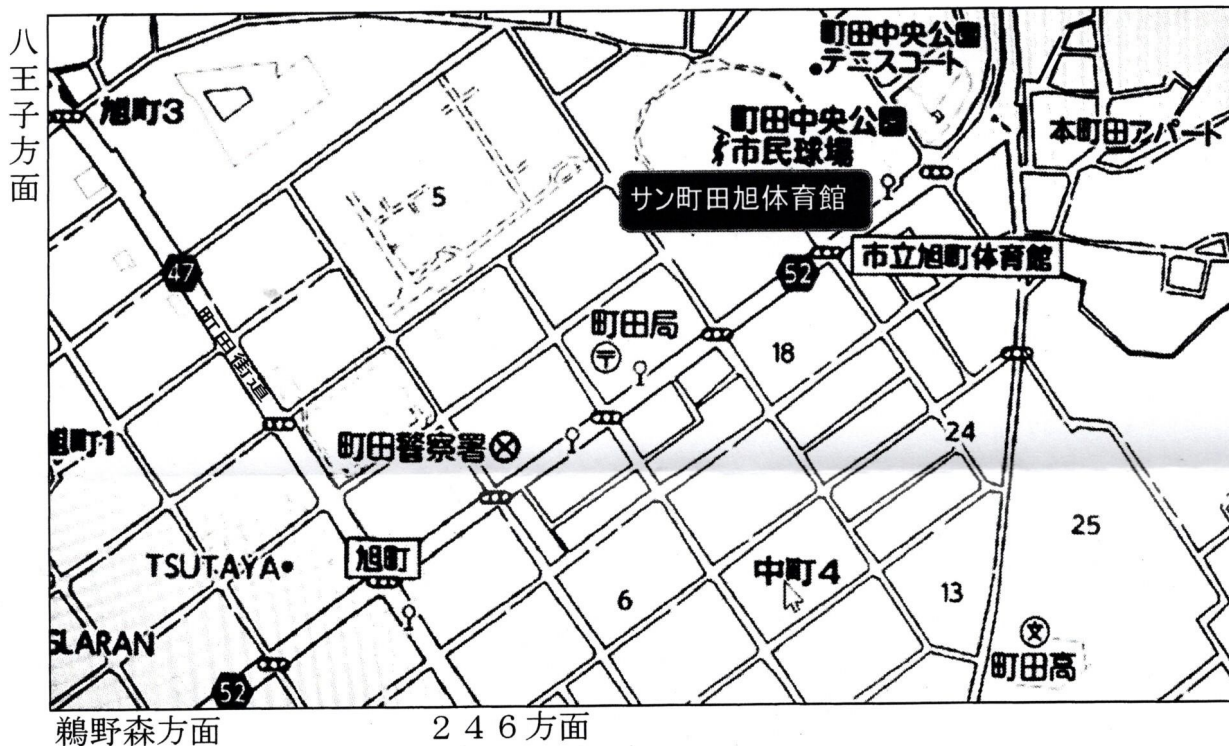 八王子方面
町田中央公園
テニスコート
旭町3
町田中央公園
市民球場
本町田アパート
5
サン町田旭体育館
市立旭町体育館
47
52
町田街道
町田局
〒
18
旭町1
町田警察署
24
25
TSUTAYA
旭町
中町4
6
13
文
SLARAN
町田高
52
鵜野森方面
246方面